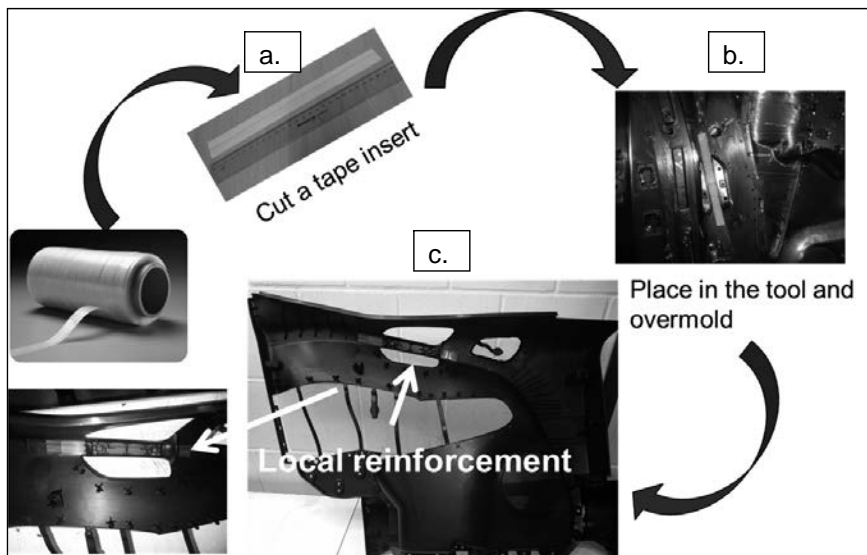 a.
Cut a tape insert
b.
Place in the tool and
overmold
c.
Local reinforcement